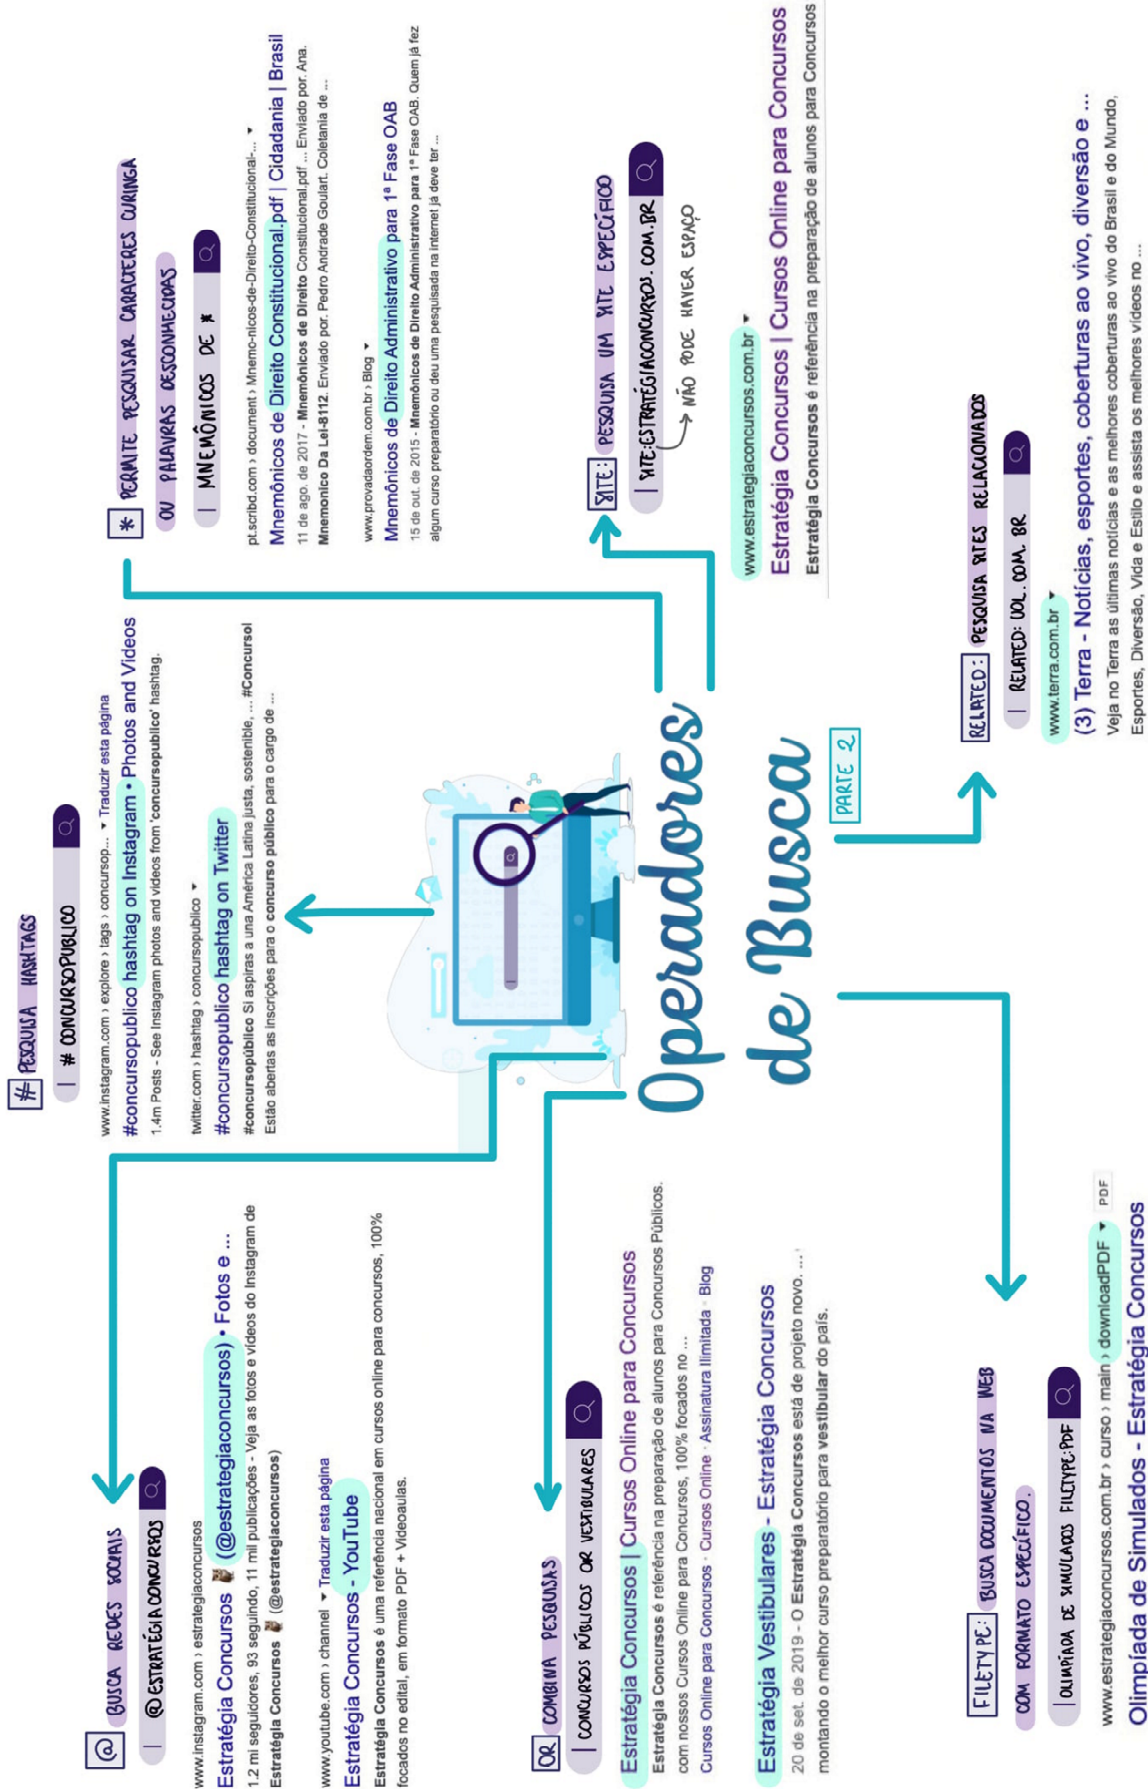 Operadores
de Busca
PARTE 2
@ BUSCA REDES SOCIAIS
@ESTRATÉGIACONCURSOS
www.instagram.com › estrategiaconcursos
Estratégia Concursos (@estrategiaconcursos) • Fotos e ...
1.2 mi seguidores, 93 seguindo, 11 mil publicações - Veja as fotos e vídeos do Instagram de
Estratégia Concursos (@estrategiaconcursos)
www.youtube.com › channel ▼ Traduzir esta página
Estratégia Concursos - YouTube
Estratégia Concursos é uma referência nacional em cursos online para concursos, 100%
focados no edital, em formato PDF + Videoaulas.
# PESQUISA HASHTAGS
# CONCURSOPUBLICO
www.instagram.com › explore › tags › concursop... ▼ Traduzir esta página
#concursopublico hashtag on Instagram • Photos and Videos
1.4m Posts - See Instagram photos and videos from 'concursopublico' hashtag.
twitter.com › hashtag › concursopublico ▼
#concursopublico hashtag on Twitter
#concursopúblico Si aspiras a una América Latina justa, sostenible, ... #Concursol
Estão abertas as inscrições para o concurso público para o cargo de ...
* PERMITE PESQUISAR CARACTERES CURINGA
OU PALAVRAS DESCONHECIDAS
MNEMÔNICOS DE *
pt.scribd.com › document › Mnemo-nicos-de-Direito-Constitucional-... ▼
Mnemônicos de Direito Constitucional.pdf | Cidadania | Brasil
11 de ago. de 2017 - Mnemônicos de Direito Constitucional.pdf ... Enviado por. Ana.
Mnemonico Da Lei-8112. Enviado por. Pedro Andrade Goulart. Coletania de ...
www.provadaordem.com.br › Blog ▼
Mnemônicos de Direito Administrativo para 1ª Fase OAB
15 de out. de 2015 - Mnemônicos de Direito Administrativo para 1ª Fase OAB. Quem já fez
algum curso preparatório ou deu uma pesquisada na internet já deve ter ...
OR COMBINA PESQUISAS
CONCURSOS PÚBLICOS OR VESTIBULARES
Estratégia Concursos | Cursos Online para Concursos
Estratégia Concursos é referência na preparação de alunos para Concursos Públicos.
com nossos Cursos Online para Concursos, 100% focados no ...
Cursos Online para Concursos · Cursos Online · Assinatura Ilimitada · Blog
Estratégia Vestibulares - Estratégia Concursos
20 de set. de 2019 - O Estratégia Concursos está de projeto novo. ...
montando o melhor curso preparatório para vestibular do país.
SITE: PESQUISA UM SITE ESPECÍFICO
SITE:ESTRATÉGIACONCURSOS.COM.BR
NÃO PODE HAVER ESPAÇO
www.estrategiaconcursos.com.br ▼
Estratégia Concursos | Cursos Online para Concursos
Estratégia Concursos é referência na preparação de alunos para Concursos
FILETYPE: BUSCA DOCUMENTOS NA WEB
COM FORMATO ESPECÍFICO.
OLIMPÍADA DE SIMULADOS FILETYPE:PDF
www.estrategiaconcursos.com.br › curso › main › downloadPDF ▼ PDF
Olimpíada de Simulados - Estratégia Concursos
RELATED: PESQUISA SITES RELACIONADOS
RELATED: UOL.COM.BR
www.terra.com.br ▼
(3) Terra - Notícias, esportes, coberturas ao vivo, diversão e ...
Veja no Terra as últimas notícias e as melhores coberturas ao vivo do Brasil e do Mundo,
Esportes, Diversão, Vida e Estilo e assista os melhores vídeos no ...